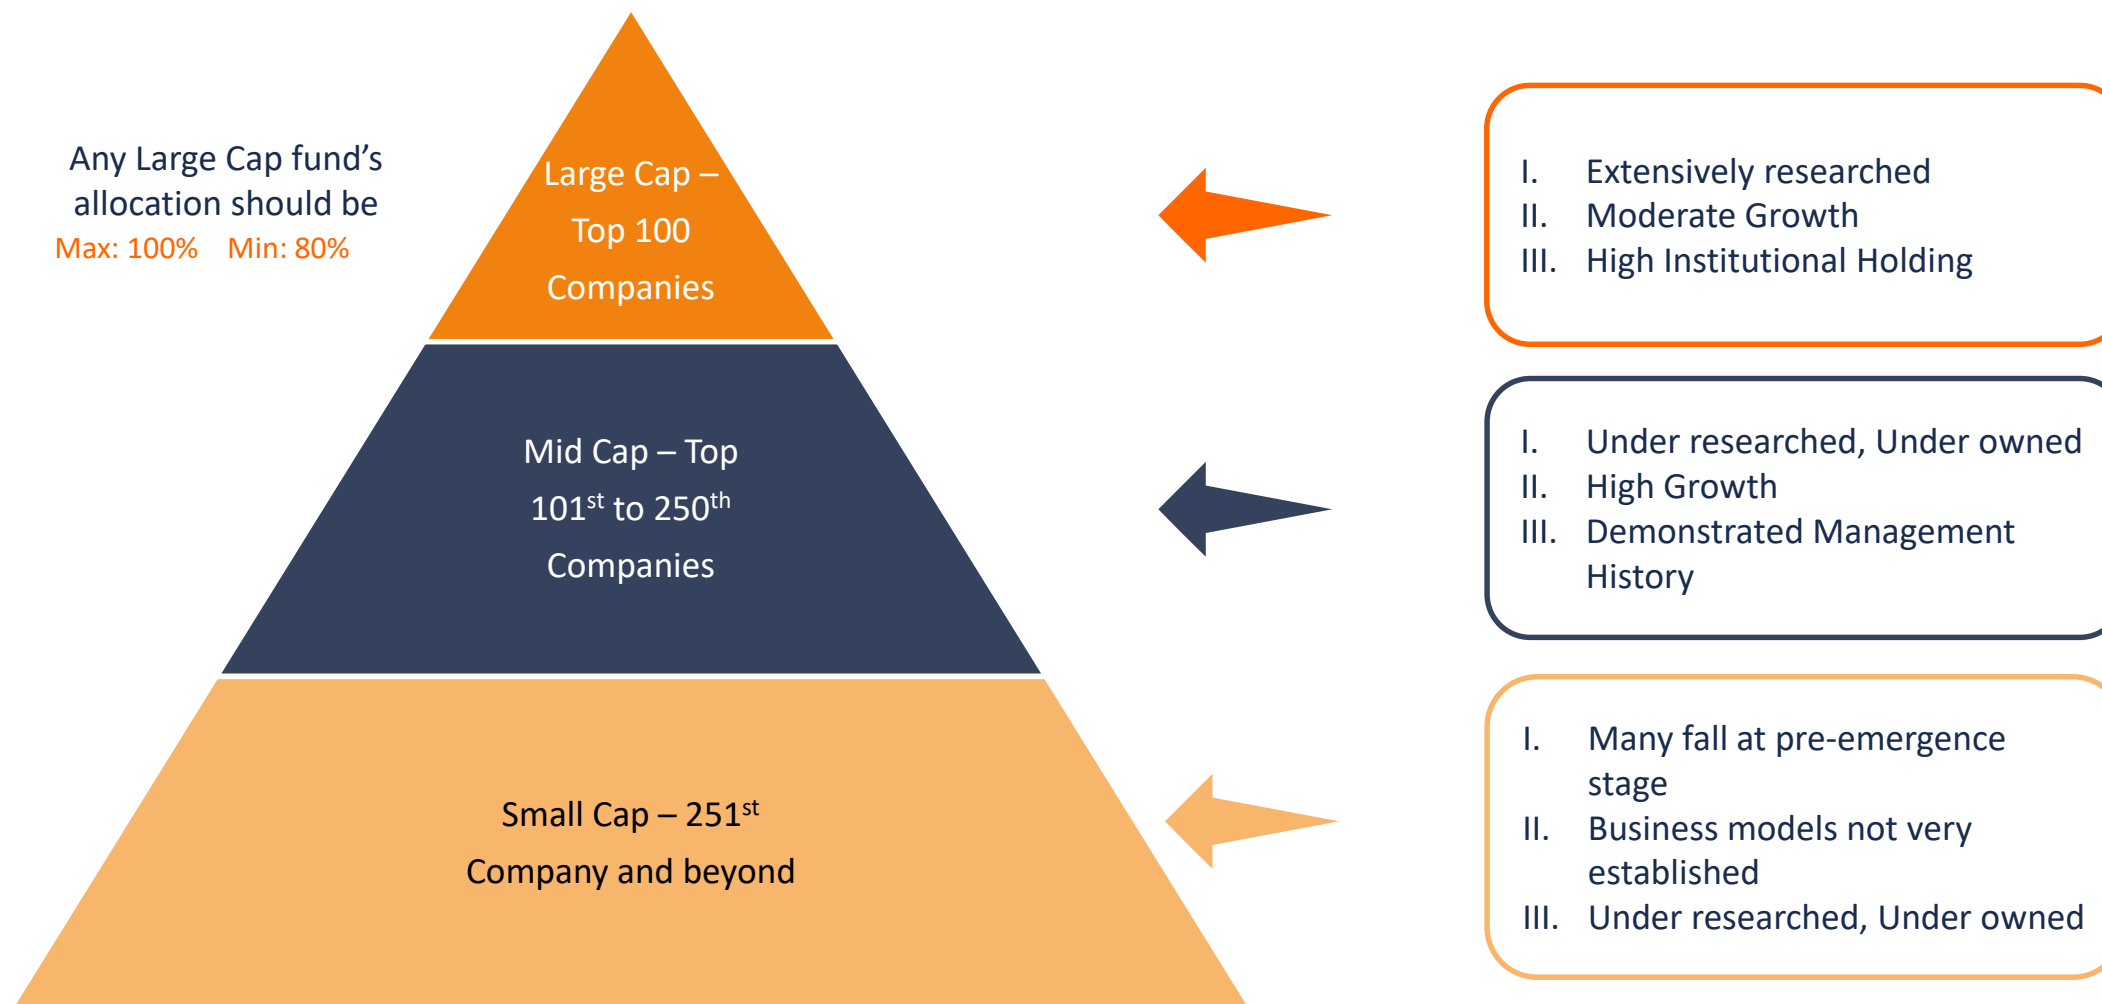 Any Large Cap fund’s
allocation should be
Max: 100% Min: 80%
Large Cap –
Top 100
Companies
I. Extensively researched
II. Moderate Growth
III. High Institutional Holding
Mid Cap – Top
101st to 250th
Companies
I. Under researched, Under owned
II. High Growth
III. Demonstrated Management
History
Small Cap – 251st
Company and beyond
I. Many fall at pre-emergence
stage
II. Business models not very
established
III. Under researched, Under owned